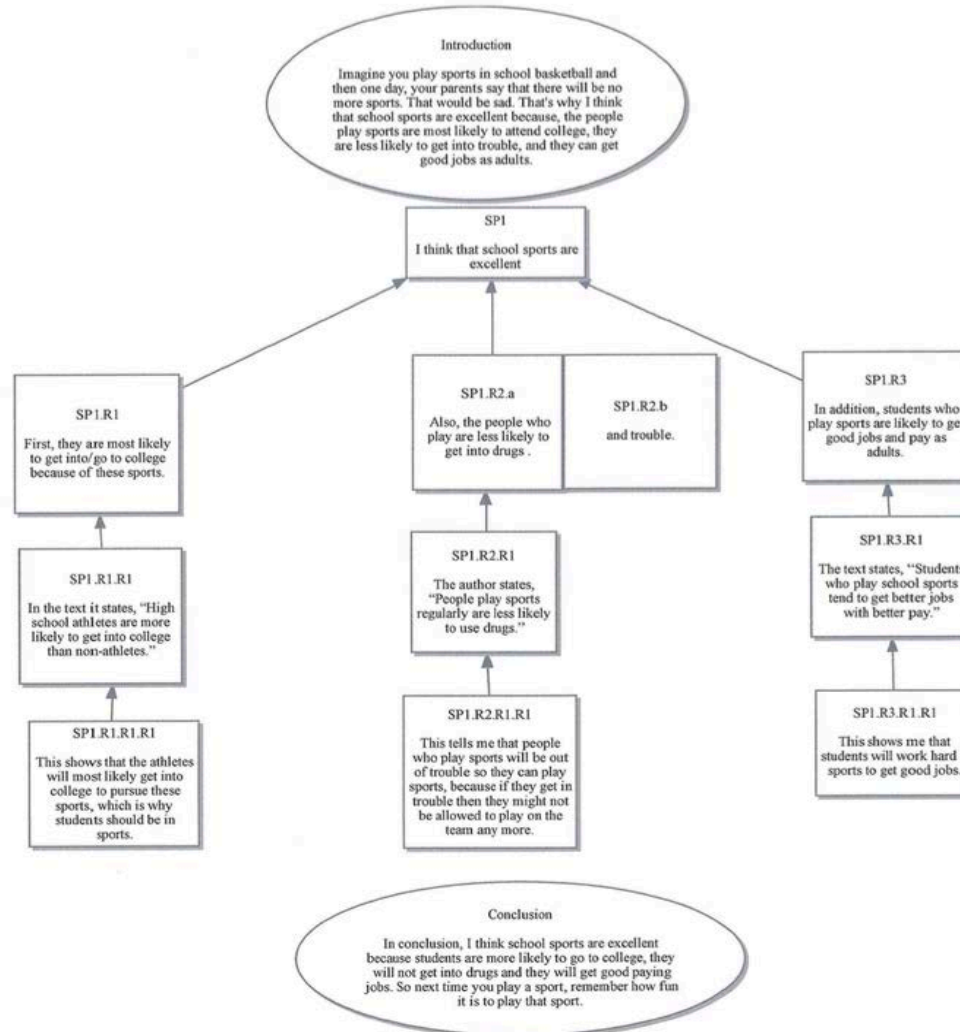 Introduction
Imagine you play sports in school basketball and
then one day, your parents say that there will be no
more sports. That would be sad. That's why I think
that school sports are excellent because, the people
play sports are most likely to attend college, they
are less likely to get into trouble, and they can get
good jobs as adults.
SP1
I think that school sports are
excellent
SP1.R1
First, they are most likely
to get into/go to college
because of these sports.
SP1.R2.a
Also, the people who
play are less likely to
get into drugs .
SP1.R2.b
and trouble.
SP1.R3
In addition, students who
play sports are likely to ge
good jobs and pay as
adults.
SP1.R1.R1
In the text it states, “High
school athletes are more
likely to get into college
than non-athletes.”
SP1.R2.R1
The author states,
“People play sports
regularly are less likely
to use drugs.”
SP1.R3.R1
The text states, “Students
who play school sports
tend to get better jobs
with better pay.”
SP1.R1.R1.R1
This shows that the athletes
will most likely get into
college to pursue these
sports, which is why
students should be in
sports.
SP1.R2.R1.R1
This tells me that people
who play sports will be out
of trouble so they can play
sports, because if they get in
trouble then they might not
be allowed to play on the
team any more.
SP1.R3.R1.R1
This shows me that
students will work hard
sports to get good jobs.
Conclusion
In conclusion, I think school sports are excellent
because students are more likely to go to college, they
will not get into drugs and they will get good paying
jobs. So next time you play a sport, remember how fun
it is to play that sport.